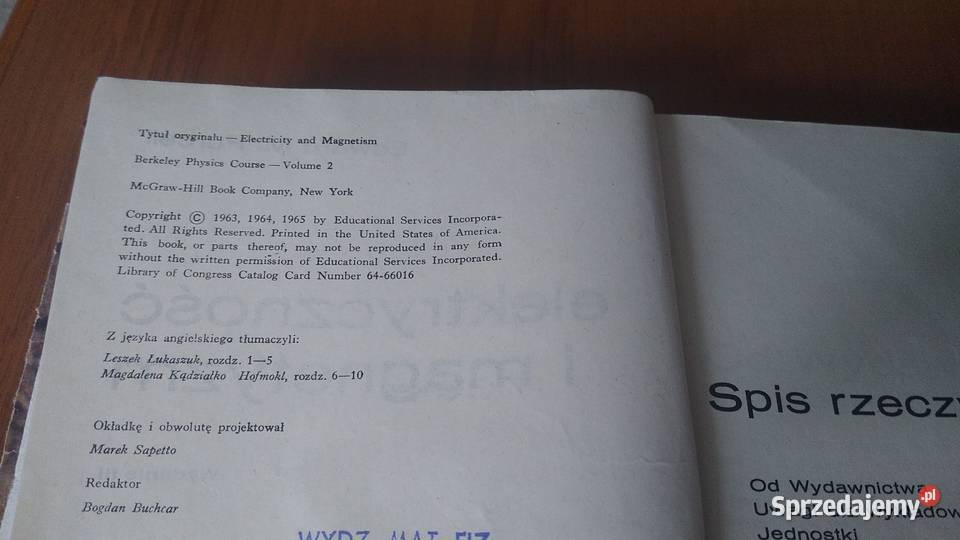 Tytuł oryginału — Electricity and Magnetism
Berkeley Physics Course — Volume 2
McGraw-Hill Book Company, New York
Copyright © 1963, 1964, 1965 by Educational Services Incorpora-
ted. All Rights Reserved. Printed in the United States of America.
This book, or parts thereof, may not be reproduced in any form
without the written permission of Educational Services Incorporated.
Library of Congress Catalog Card Number 64-66016
Z języka angielskiego tłumaczyli:
Leszek Łukaszuk, rozdz. 1—5
Magdalena Kądziałko Hofmokl, rozdz. 6—10
Okładkę i obwolutę projektował
Marek Sapetto
Redaktor
Bogdan Buchcar
WYDZ. MAT. FIZ.
Spis rzeczy
Od Wydawnictwa
Jednostki
Sprzedajemy.pl